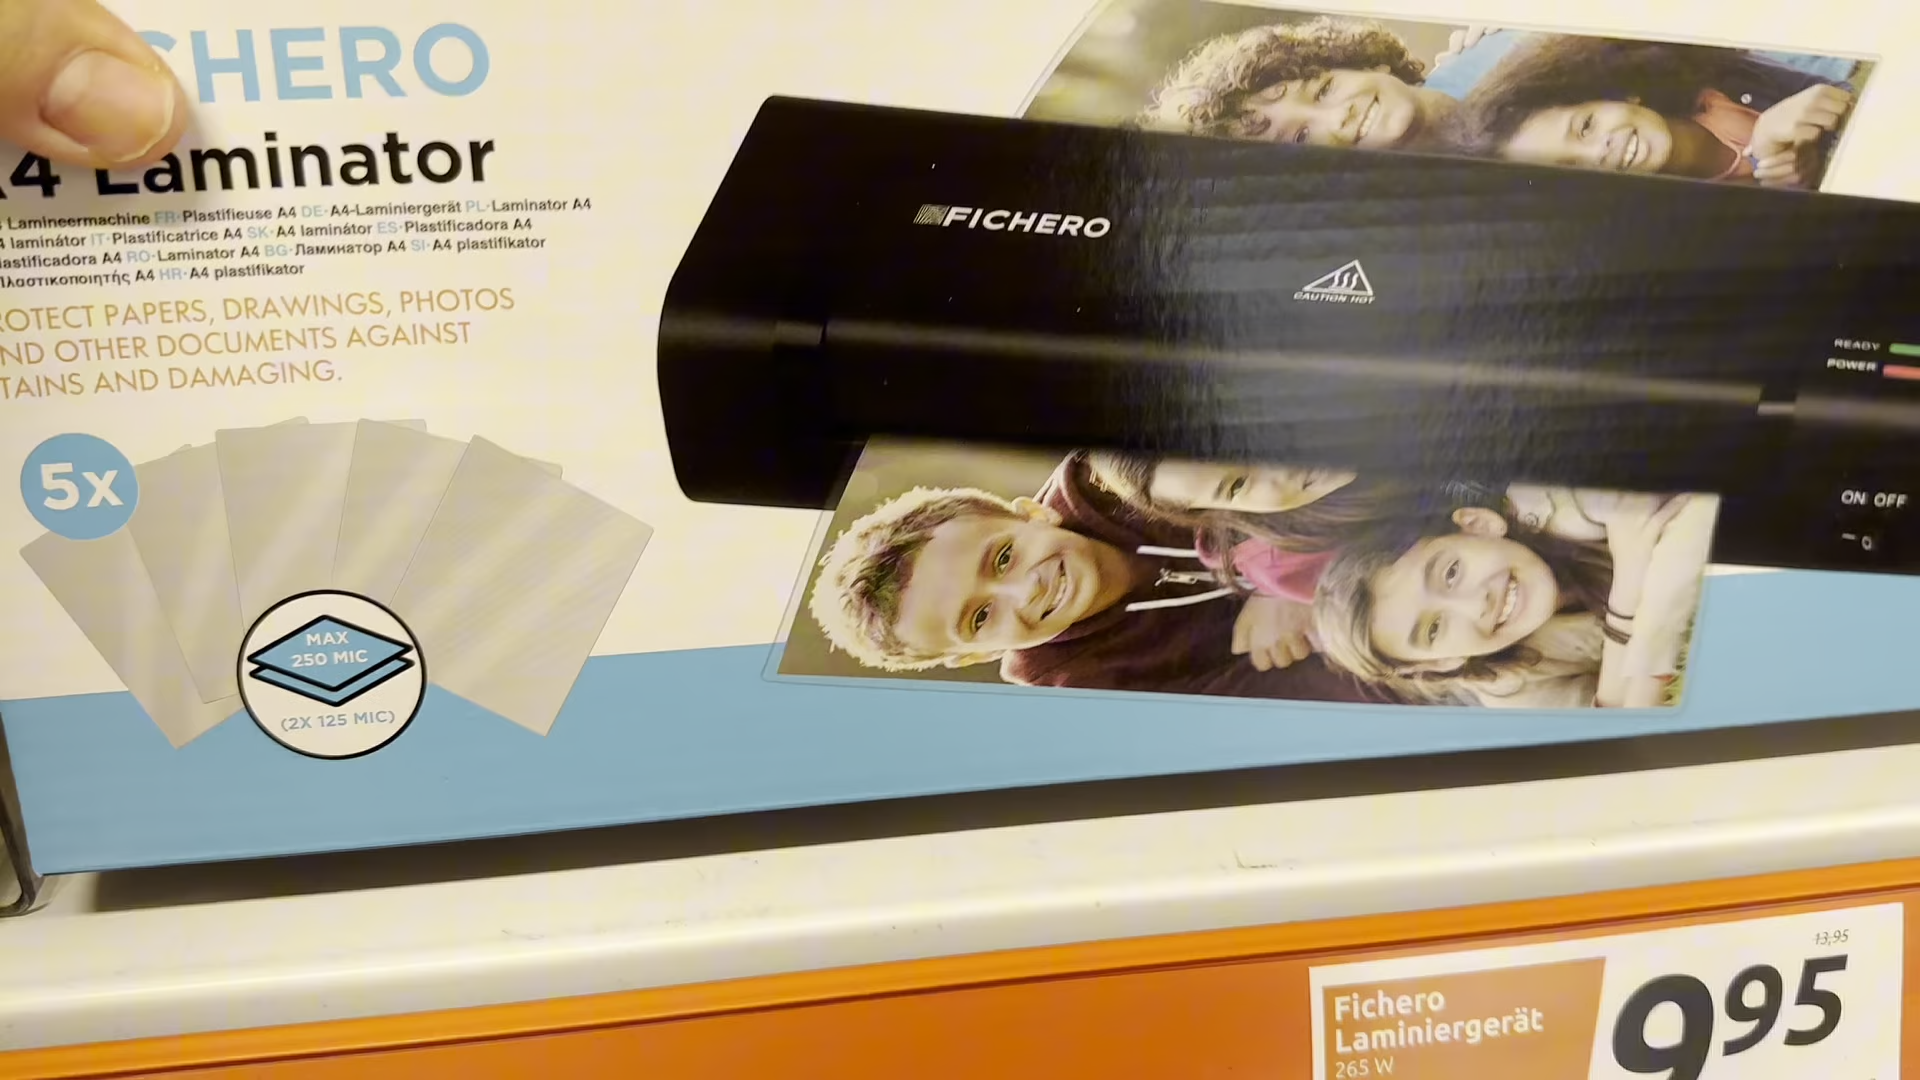 CHERO
A4 Laminator
Lamineermachine FR·Plastifieuse A4 DE·A4-Laminiergerät PL·Laminator A4
A4 laminátor IT·Plastificatrice A4 SK·A4 laminátor ES·Plastificadora A4
lastificadora A4 RO·Laminator A4 BG·Ламинатор A4 SI·A4 plastifikator
λαστικοποιητής A4 HR·A4 plastifikator
ROTECT PAPERS, DRAWINGS, PHOTOS
ND OTHER DOCUMENTS AGAINST
TAINS AND DAMAGING.
5x
MAX
250 MIC
(2X 125 MIC)
FICHERO
CAUTION HOT
READY
POWER
ON OFF
13,95
Fichero
Laminiergerät
265 W
9 95